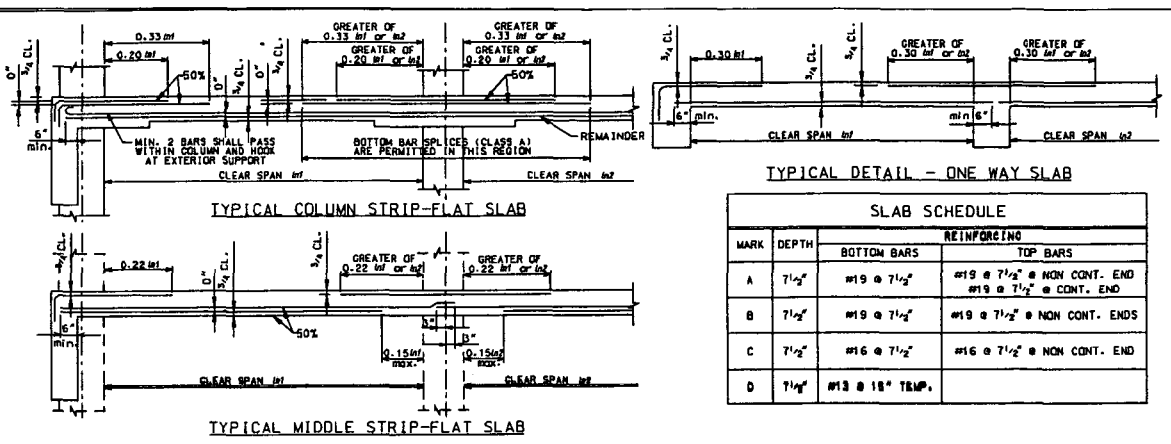 0.33 ln1
0.20 ln1
50%
0"
3/4 CL.
GREATER OF
0.33 ln1 or ln2
GREATER OF
0.20 ln1 or ln2
GREATER OF
0.33 ln1 or ln2
GREATER OF
0.20 ln1 or ln2
50%
6"
min.
MIN. 2 BARS SHALL PASS
WITHIN COLUMN AND HOOK
AT EXTERIOR SUPPORT
BOTTOM BAR SPLICES (CLASS A)
ARE PERMITTED IN THIS REGION
REMAINDER
CLEAR SPAN ln1
CLEAR SPAN ln2
TYPICAL COLUMN STRIP-FLAT SLAB
3/4 CL.
0.30 ln1
3/4 CL.
3/4 CL.
GREATER OF
0.30 ln1 or ln2
GREATER OF
0.30 ln1 or ln2
6"
min.
min.
6"
CLEAR SPAN ln1
CLEAR SPAN ln2
TYPICAL DETAIL - ONE WAY SLAB
3/4 CL.
0.22 ln1
0"
3/4 CL.
3/4 CL.
GREATER OF
0.22 ln1 or ln2
GREATER OF
0.22 ln1 or ln2
6"
min.
50%
3"
3"
0.15ln1
max.
0.15ln2
max.
CLEAR SPAN ln1
CLEAR SPAN ln2
TYPICAL MIDDLE STRIP-FLAT SLAB
SLAB SCHEDULE
MARK DEPTH REINFORCING
BOTTOM BARS TOP BARS
A 7 1/2" #19 @ 7 1/2" #19 @ 7 1/2" @ NON CONT. END
#19 @ 7 1/2" @ CONT. END
B 7 1/2" #19 @ 7 1/2" #19 @ 7 1/2" @ NON CONT. ENDS
C 7 1/2" #16 @ 7 1/2" #16 @ 7 1/2" @ NON CONT. END
D 7 1/2" #13 @ 18" TEMP.